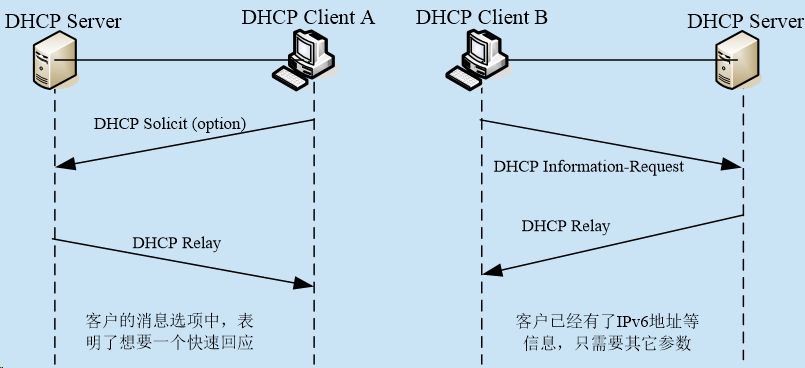 DHCP Server
DHCP Client A
DHCP Client B
DHCP Server
DHCP Solicit (option)
DHCP Information-Request
DHCP Relay
DHCP Relay
客户的消息选项中，表
明了想要一个快速回应
客户已经有了IPv6地址等
信息，只需要其它参数